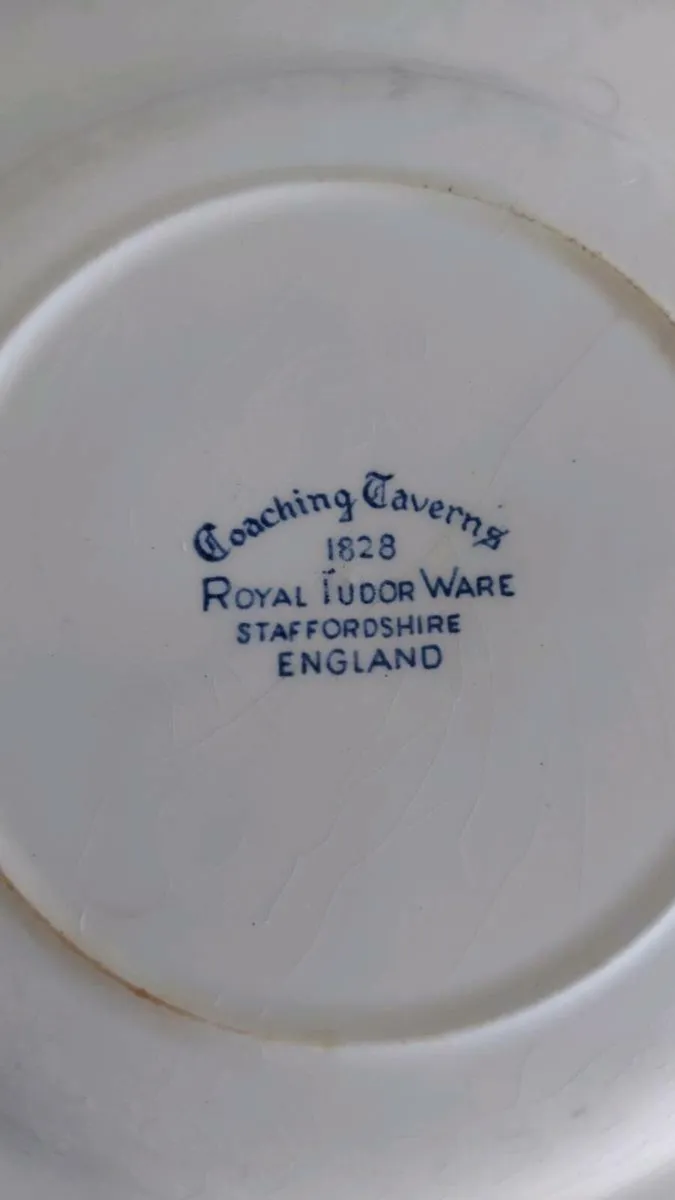 Coaching Taverns
1828
ROYAL TUDOR WARE
STAFFORDSHIRE
ENGLAND